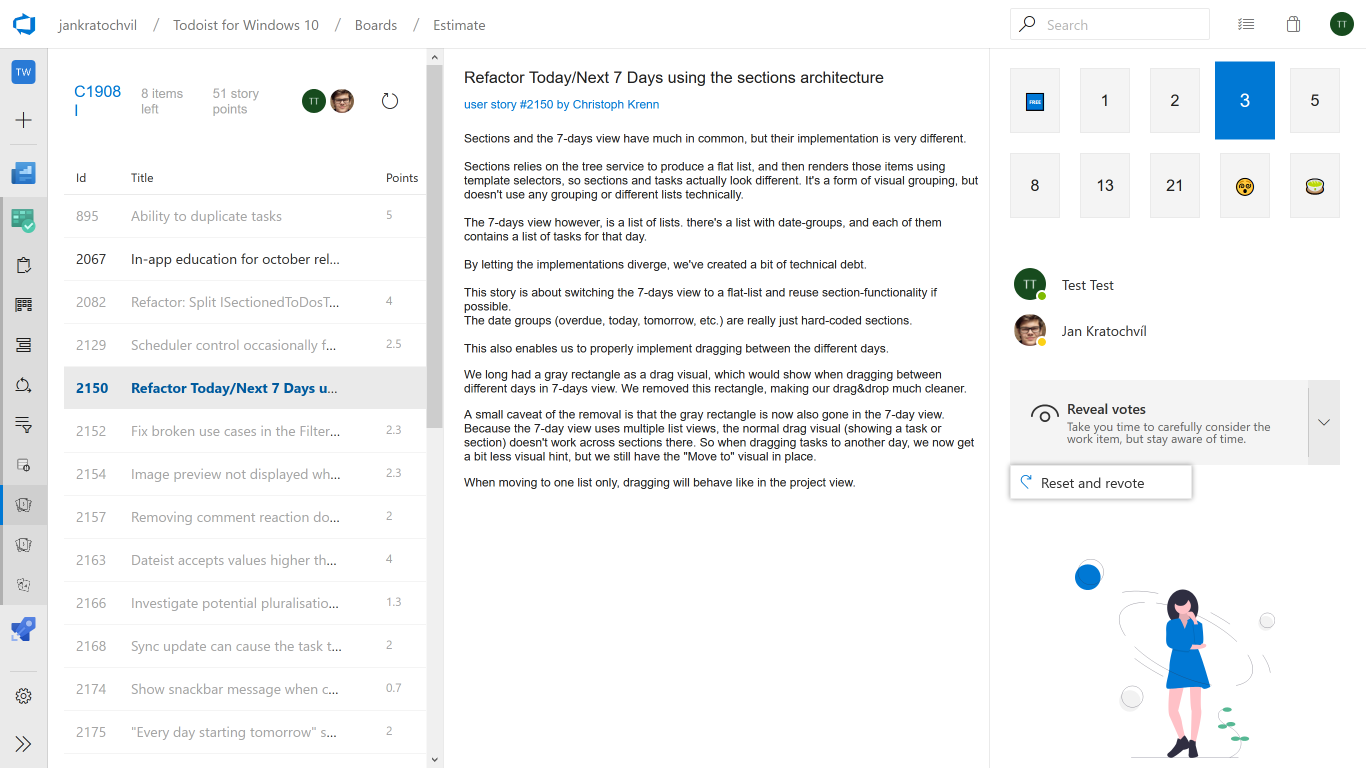 jankratochvil / Todoist for Windows 10 / Boards / Estimate
Search
TT
TW
C1908
I
8 items
left
51 story
points
TT
Id Title Points
895 Ability to duplicate tasks 5
2067 In-app education for october rel...
2082 Refactor: Split ISectionedToDosT... 4
2129 Scheduler control occasionally f... 2.5
2150 Refactor Today/Next 7 Days u...
2152 Fix broken use cases in the Filter... 2.3
2154 Image preview not displayed wh... 2.3
2157 Removing comment reaction do... 2
2163 Dateist accepts values higher th... 4
2166 Investigate potential pluralisatio... 1.3
2168 Sync update can cause the task t... 2
2174 Show snackbar message when c... 0.7
2175 "Every day starting tomorrow" s... 2
Refactor Today/Next 7 Days using the sections architecture
user story #2150 by Christoph Krenn
Sections and the 7-days view have much in common, but their implementation is very different.
Sections relies on the tree service to produce a flat list, and then renders those items using
template selectors, so sections and tasks actually look different. It's a form of visual grouping, but
doesn't use any grouping or different lists technically.
The 7-days view however, is a list of lists. there's a list with date-groups, and each of them
contains a list of tasks for that day.
By letting the implementations diverge, we've created a bit of technical debt.
This story is about switching the 7-days view to a flat-list and reuse section-functionality if
possible.
The date groups (overdue, today, tomorrow, etc.) are really just hard-coded sections.
This also enables us to properly implement dragging between the different days.
We long had a gray rectangle as a drag visual, which would show when dragging between
different days in 7-days view. We removed this rectangle, making our drag&drop much cleaner.
A small caveat of the removal is that the gray rectangle is now also gone in the 7-day view.
Because the 7-day view uses multiple list views, the normal drag visual (showing a task or
section) doesn't work across sections there. So when dragging tasks to another day, we now get
a bit less visual hint, but we still have the "Move to" visual in place.
When moving to one list only, dragging will behave like in the project view.
FREE 1 2 3 5
8 13 21
TT Test Test
Jan Kratochvíl
Reveal votes
Take you time to carefully consider the
work item, but stay aware of time.
Reset and revote